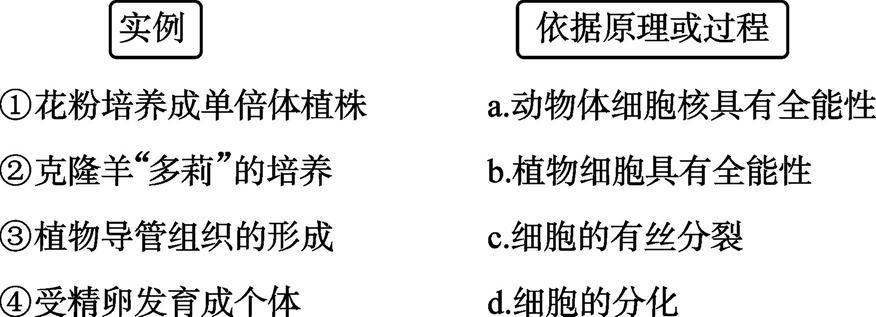 实例 依据原理或过程
①花粉培养成单倍体植株 a.动物体细胞核具有全能性
②克隆羊“多莉”的培养 b.植物细胞具有全能性
③植物导管组织的形成 c.细胞的有丝分裂
④受精卵发育成个体 d.细胞的分化